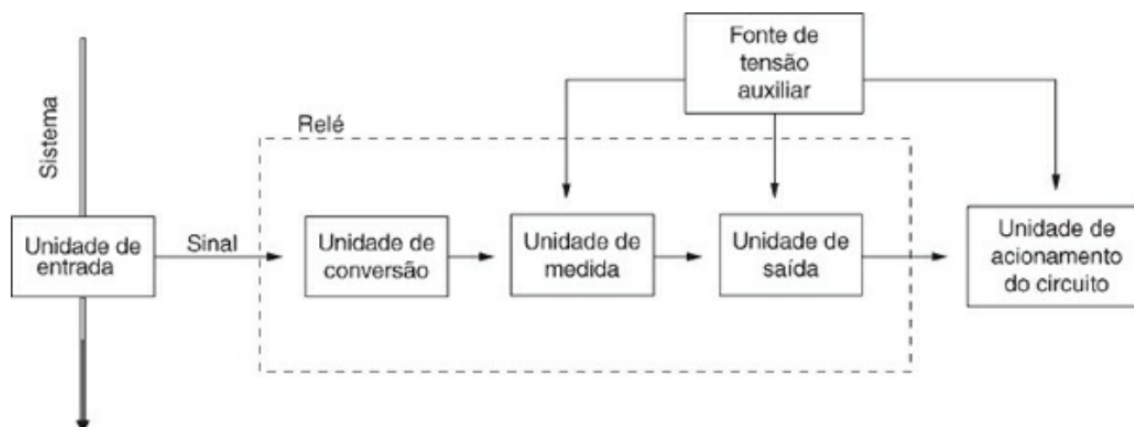 Fonte de
tensão
auxiliar
Relé
Sistema
Unidade de
entrada
Sinal
Unidade de
conversão
Unidade de
medida
Unidade de
saída
Unidade de
acionamento
do circuito